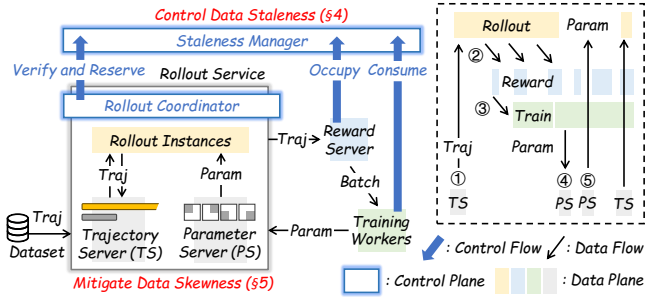 Control Data Staleness (§4)
Staleness Manager
Verify and Reserve
Rollout Service
Occupy
Consume
Rollout Coordinator
Rollout Instances
Traj
Param
Traj
Reward
Server
Batch
Traj
Dataset
Trajectory
Server (TS)
Parameter
Server (PS)
Param
Training
Workers
Mitigate Data Skewness (§5)
Rollout
Param
②
Reward
③
Train
Traj
Param
①
④
⑤
TS
PS
PS
TS
: Control Flow
: Data Flow
: Control Plane
: Data Plane